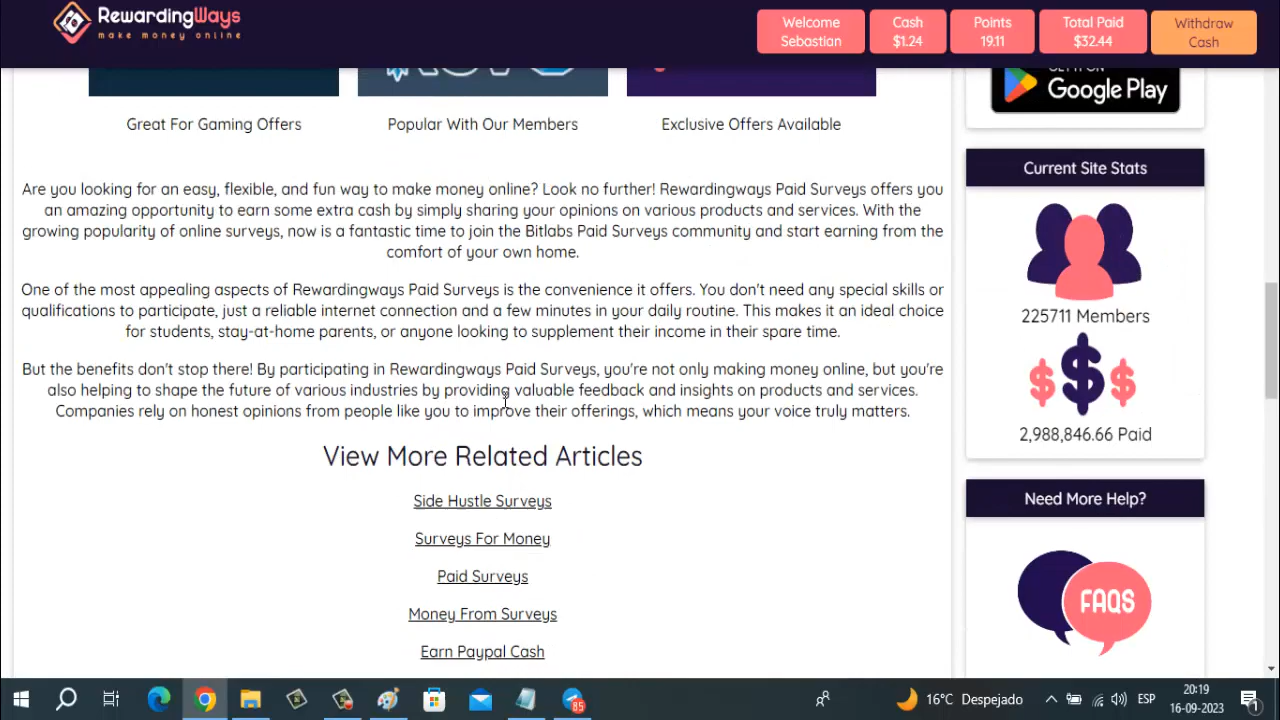 RewardingWays
make money online
Welcome
Sebastian
Cash
$1.24
Points
19.11
Total Paid
$32.44
Withdraw
Cash
Google Play
Great For Gaming Offers
Popular With Our Members
Exclusive Offers Available
Are you looking for an easy, flexible, and fun way to make money online? Look no further! Rewardingways Paid Surveys offers you
an amazing opportunity to earn some extra cash by simply sharing your opinions on various products and services. With the
growing popularity of online surveys, now is a fantastic time to join the Bitlabs Paid Surveys community and start earning from the
comfort of your own home.
One of the most appealing aspects of Rewardingways Paid Surveys is the convenience it offers. You don't need any special skills or
qualifications to participate, just a reliable internet connection and a few minutes in your daily routine. This makes it an ideal choice
for students, stay-at-home parents, or anyone looking to supplement their income in their spare time.
But the benefits don't stop there! By participating in Rewardingways Paid Surveys, you're not only making money online, but you're
also helping to shape the future of various industries by providing valuable feedback and insights on products and services.
Companies rely on honest opinions from people like you to improve their offerings, which means your voice truly matters.
View More Related Articles
Side Hustle Surveys
Surveys For Money
Paid Surveys
Money From Surveys
Earn Paypal Cash
Current Site Stats
225711 Members
$ $ $
2,988,846.66 Paid
Need More Help?
FAQS
85
16°C Despejado
ESP
20:19
16-09-2023
1